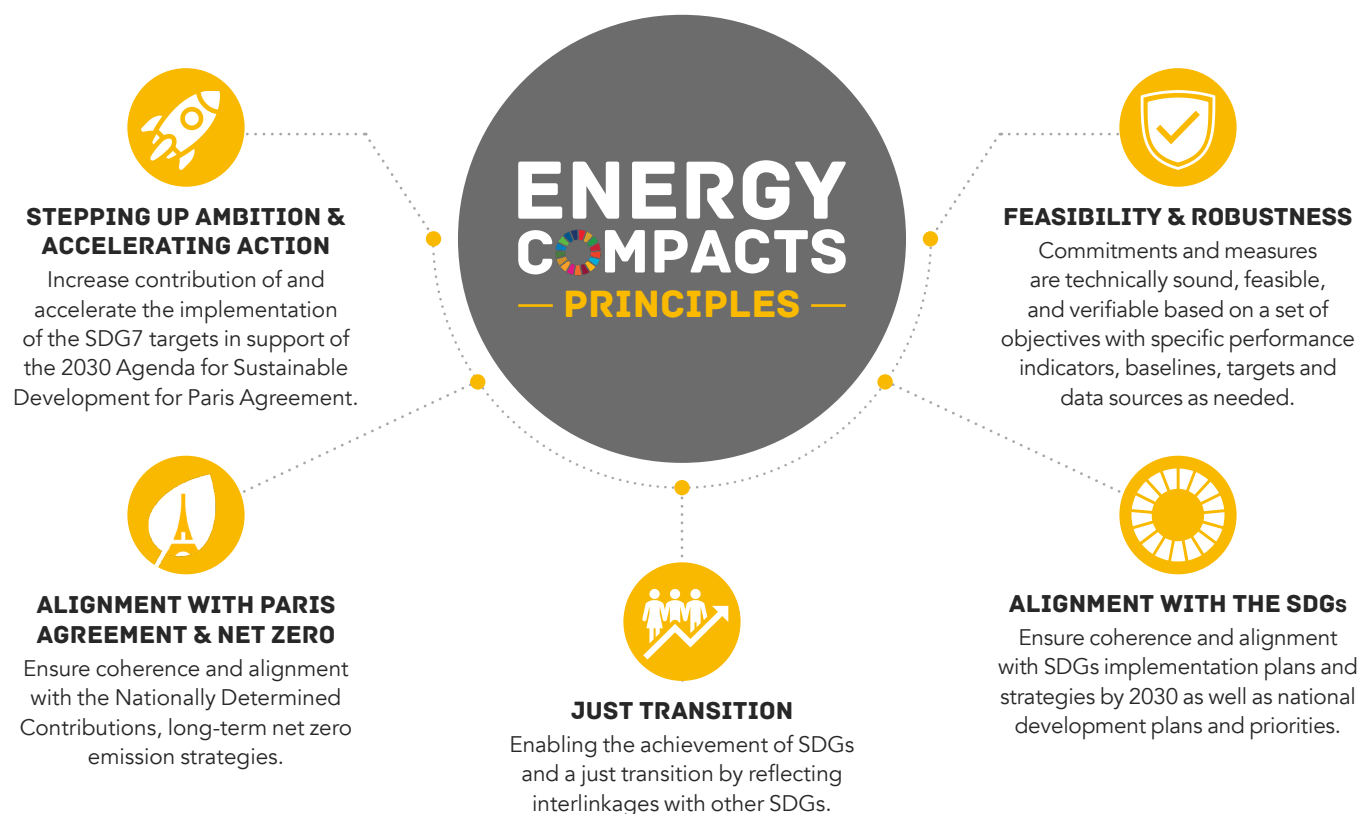 ENERGY
COMPACTS
PRINCIPLES
STEPPING UP AMBITION &
ACCELERATING ACTION
Increase contribution of and
accelerate the implementation
of the SDG7 targets in support of
the 2030 Agenda for Sustainable
Development for Paris Agreement.
ALIGNMENT WITH PARIS
AGREEMENT & NET ZERO
Ensure coherence and alignment
with the Nationally Determined
Contributions, long-term net zero
emission strategies.
JUST TRANSITION
Enabling the achievement of SDGs
and a just transition by reflecting
interlinkages with other SDGs.
FEASIBILITY & ROBUSTNESS
Commitments and measures
are technically sound, feasible,
and verifiable based on a set of
objectives with specific performance
indicators, baselines, targets and
data sources as needed.
ALIGNMENT WITH THE SDGs
Ensure coherence and alignment
with SDGs implementation plans and
strategies by 2030 as well as national
development plans and priorities.